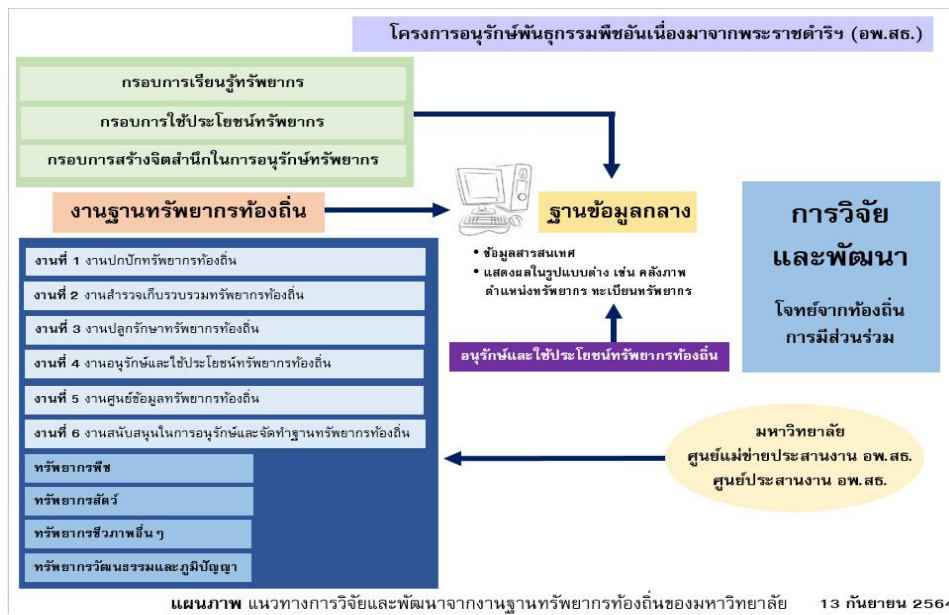 โครงการอนุรักษ์พันธุกรรมพืชอันเนื่องมาจากพระราชดำริฯ (อพ.สธ.)
กรอบการเรียนรู้ทรัพยากร
กรอบการใช้ประโยชน์ทรัพยากร
กรอบการสร้างจิตสำนึกในการอนุรักษ์ทรัพยากร
งานฐานทรัพยากรท้องถิ่น
งานที่ 1 งานปกปักทรัพยากรท้องถิ่น
งานที่ 2 งานสำรวจเก็บรวบรวมทรัพยากรท้องถิ่น
งานที่ 3 งานปลูกรักษาทรัพยากรท้องถิ่น
งานที่ 4 งานอนุรักษ์และใช้ประโยชน์ทรัพยากรท้องถิ่น
งานที่ 5 งานศูนย์ข้อมูลทรัพยากรท้องถิ่น
งานที่ 6 งานสนับสนุนในการอนุรักษ์และจัดทำฐานทรัพยากรท้องถิ่น
ทรัพยากรพืช
ทรัพยากรสัตว์
ทรัพยากรชีวภาพอื่นๆ
ทรัพยากรวัฒนธรรมและภูมิปัญญา
ฐานข้อมูลกลาง
• ข้อมูลสารสนเทศ
• แสดงผลในรูปแบบต่าง เช่น คลังภาพ
ตำแหน่งทรัพยากร ทะเบียนทรัพยากร
อนุรักษ์และใช้ประโยชน์ทรัพยากรท้องถิ่น
การวิจัย
และพัฒนา
โจทย์จากท้องถิ่น
การมีส่วนร่วม
มหาวิทยาลัย
ศูนย์แม่ข่ายประสานงาน อพ.สธ.
ศูนย์ประสานงาน อพ.สธ.
แผนภาพ แนวทางการวิจัยและพัฒนาจากงานฐานทรัพยากรท้องถิ่นของมหาวิทยาลัย 13 กันยายน